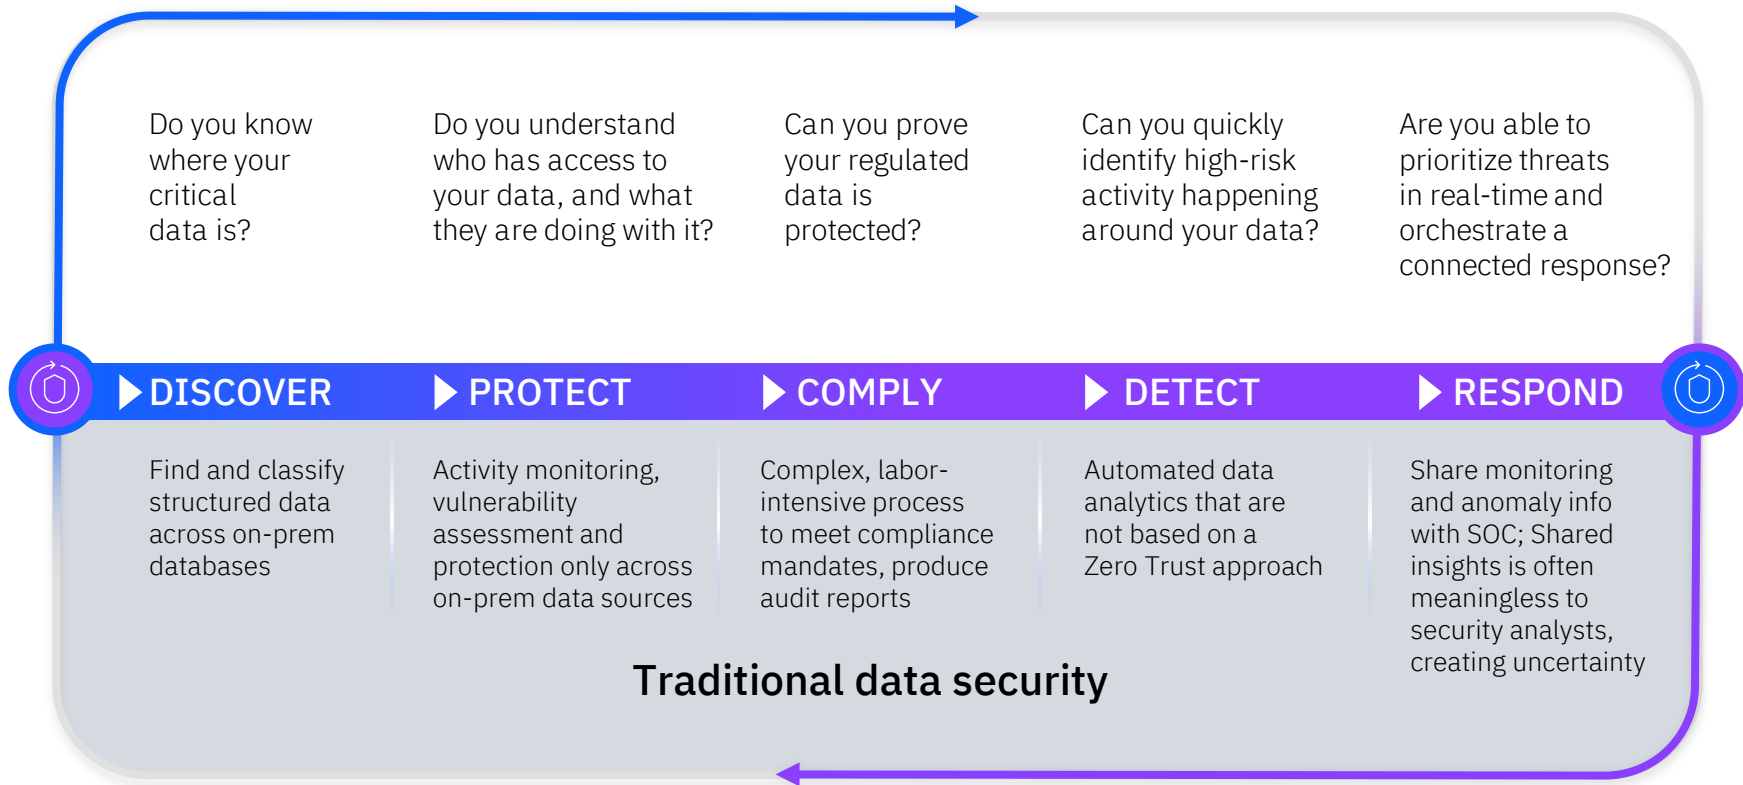 Do you know
where your
critical
data is?
Do you understand
who has access to
your data, and what
they are doing with it?
Can you prove
your regulated
data is
protected?
Can you quickly
identify high-risk
activity happening
around your data?
Are you able to
prioritize threats
in real-time and
orchestrate a
connected response?
DISCOVER
PROTECT
COMPLY
DETECT
RESPOND
Find and classify
structured data
across on-prem
databases
Activity monitoring,
vulnerability
assessment and
protection only across
on-prem data sources
Complex, labor-
intensive process
to meet compliance
mandates, produce
audit reports
Automated data
analytics that are
not based on a
Zero Trust approach
Share monitoring
and anomaly info
with SOC; Shared
insights is often
meaningless to
security analysts,
creating uncertainty
Traditional data security